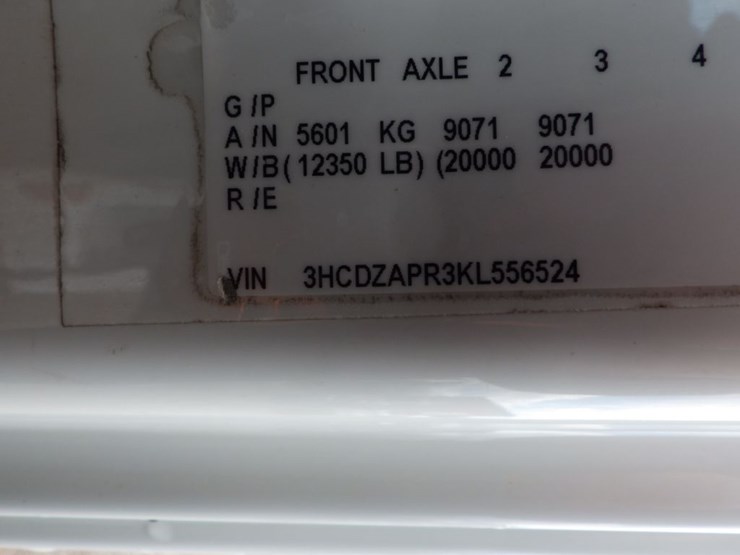 FRONT AXLE 2 3 4
G/P
A/N 5601 KG 9071 9071
W/B (12350 LB) (20000 20000
R/E
VIN 3HCDZAPR3KL556524